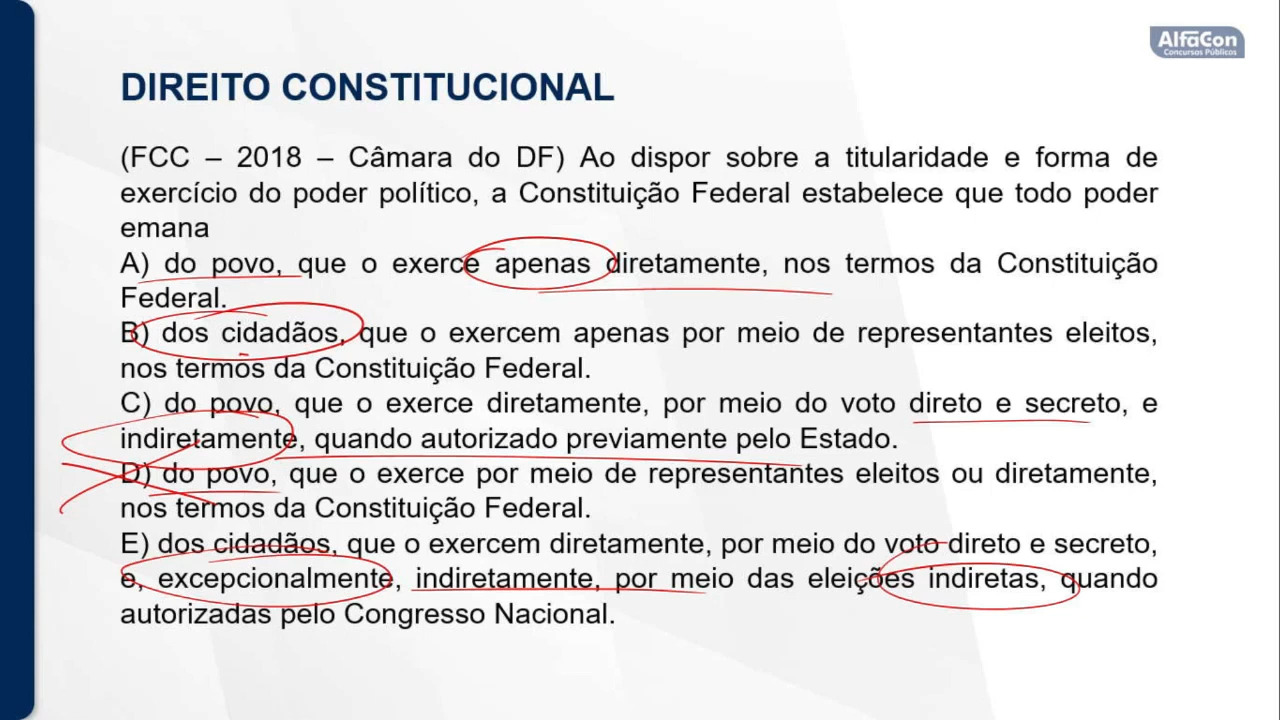 AlfaCon
Concursos Públicos
DIREITO CONSTITUCIONAL
(FCC – 2018 – Câmara do DF) Ao dispor sobre a titularidade e forma de
exercício do poder político, a Constituição Federal estabelece que todo poder
emana
A) do povo, que o exerce apenas diretamente, nos termos da Constituição
Federal.
B) dos cidadãos, que o exercem apenas por meio de representantes eleitos,
nos termos da Constituição Federal.
C) do povo, que o exerce diretamente, por meio do voto direto e secreto, e
indiretamente, quando autorizado previamente pelo Estado.
D) do povo, que o exerce por meio de representantes eleitos ou diretamente,
nos termos da Constituição Federal.
E) dos cidadãos, que o exercem diretamente, por meio do voto direto e secreto,
e, excepcionalmente, indiretamente, por meio das eleições indiretas, quando
autorizadas pelo Congresso Nacional.